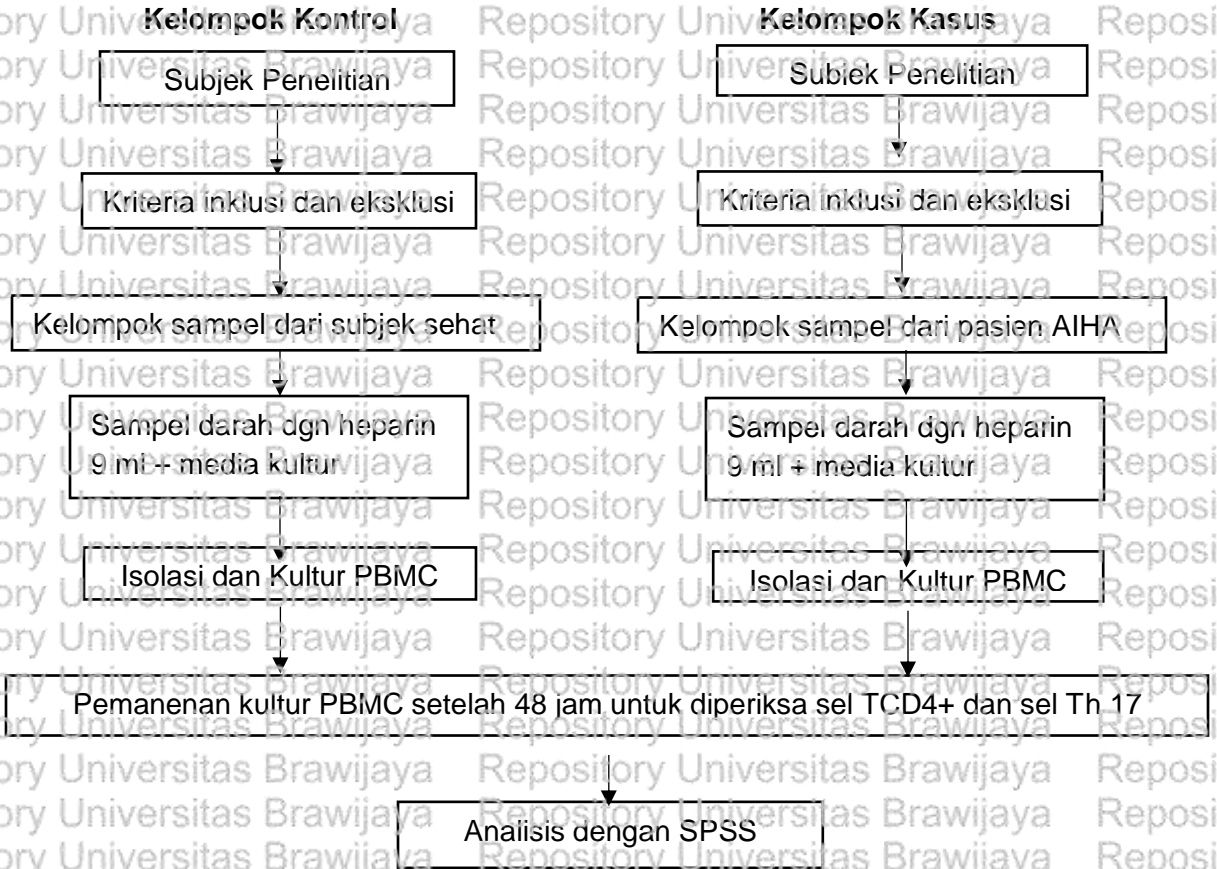 Kelompok Kontrol
Subjek Penelitian
Kriteria inklusi dan eksklusi
Kelompok sampel dari subjek sehat
Sampel darah dgn heparin
9 ml + media kultur
Isolasi dan Kultur PBMC
Kelompok Kasus
Subjek Penelitian
Kriteria inklusi dan eksklusi
Kelompok sampel dari pasien AIHA
Sampel darah dgn heparin
9 ml + media kultur
Isolasi dan Kultur PBMC
Pemanenan kultur PBMC setelah 48 jam untuk diperiksa sel TCD4+ dan sel Th 17
Analisis dengan SPSS
Repository Universitas Brawijaya